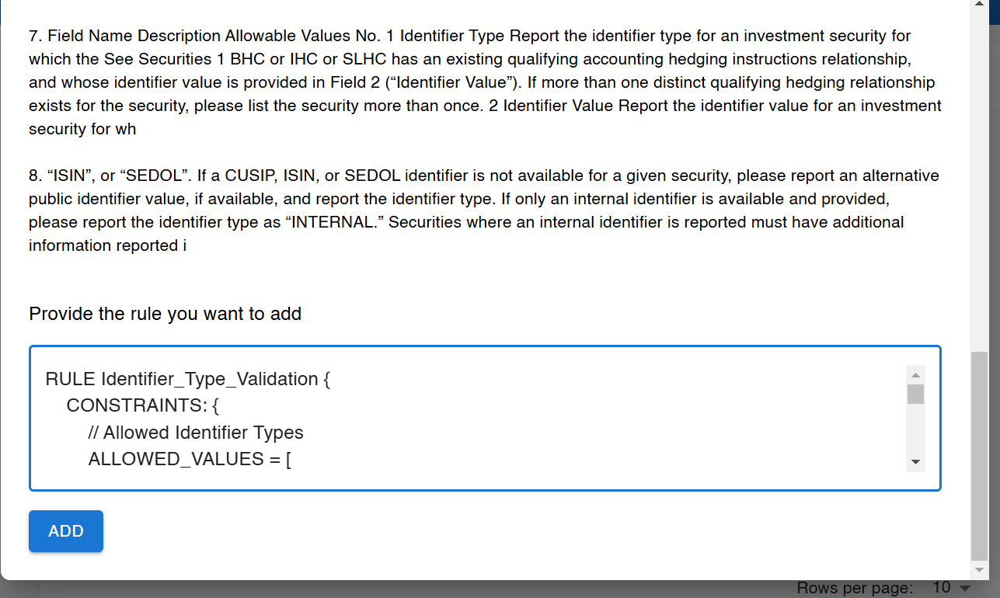 7. Field Name Description Allowable Values No. 1 Identifier Type Report the identifier type for an investment security for
which the See Securities 1 BHC or IHC or SLHC has an existing qualifying accounting hedging instructions relationship,
and whose identifier value is provided in Field 2 (“Identifier Value”). If more than one distinct qualifying hedging relationship
exists for the security, please list the security more than once. 2 Identifier Value Report the identifier value for an investment
security for wh
8. “ISIN”, or “SEDOL”. If a CUSIP, ISIN, or SEDOL identifier is not available for a given security, please report an alternative
public identifier value, if available, and report the identifier type. If only an internal identifier is available and provided,
please report the identifier type as “INTERNAL.” Securities where an internal identifier is reported must have additional
information reported i
Provide the rule you want to add
RULE Identifier_Type_Validation {
CONSTRAINTS: {
// Allowed Identifier Types
ALLOWED_VALUES = [
ADD
Rows per page: 10